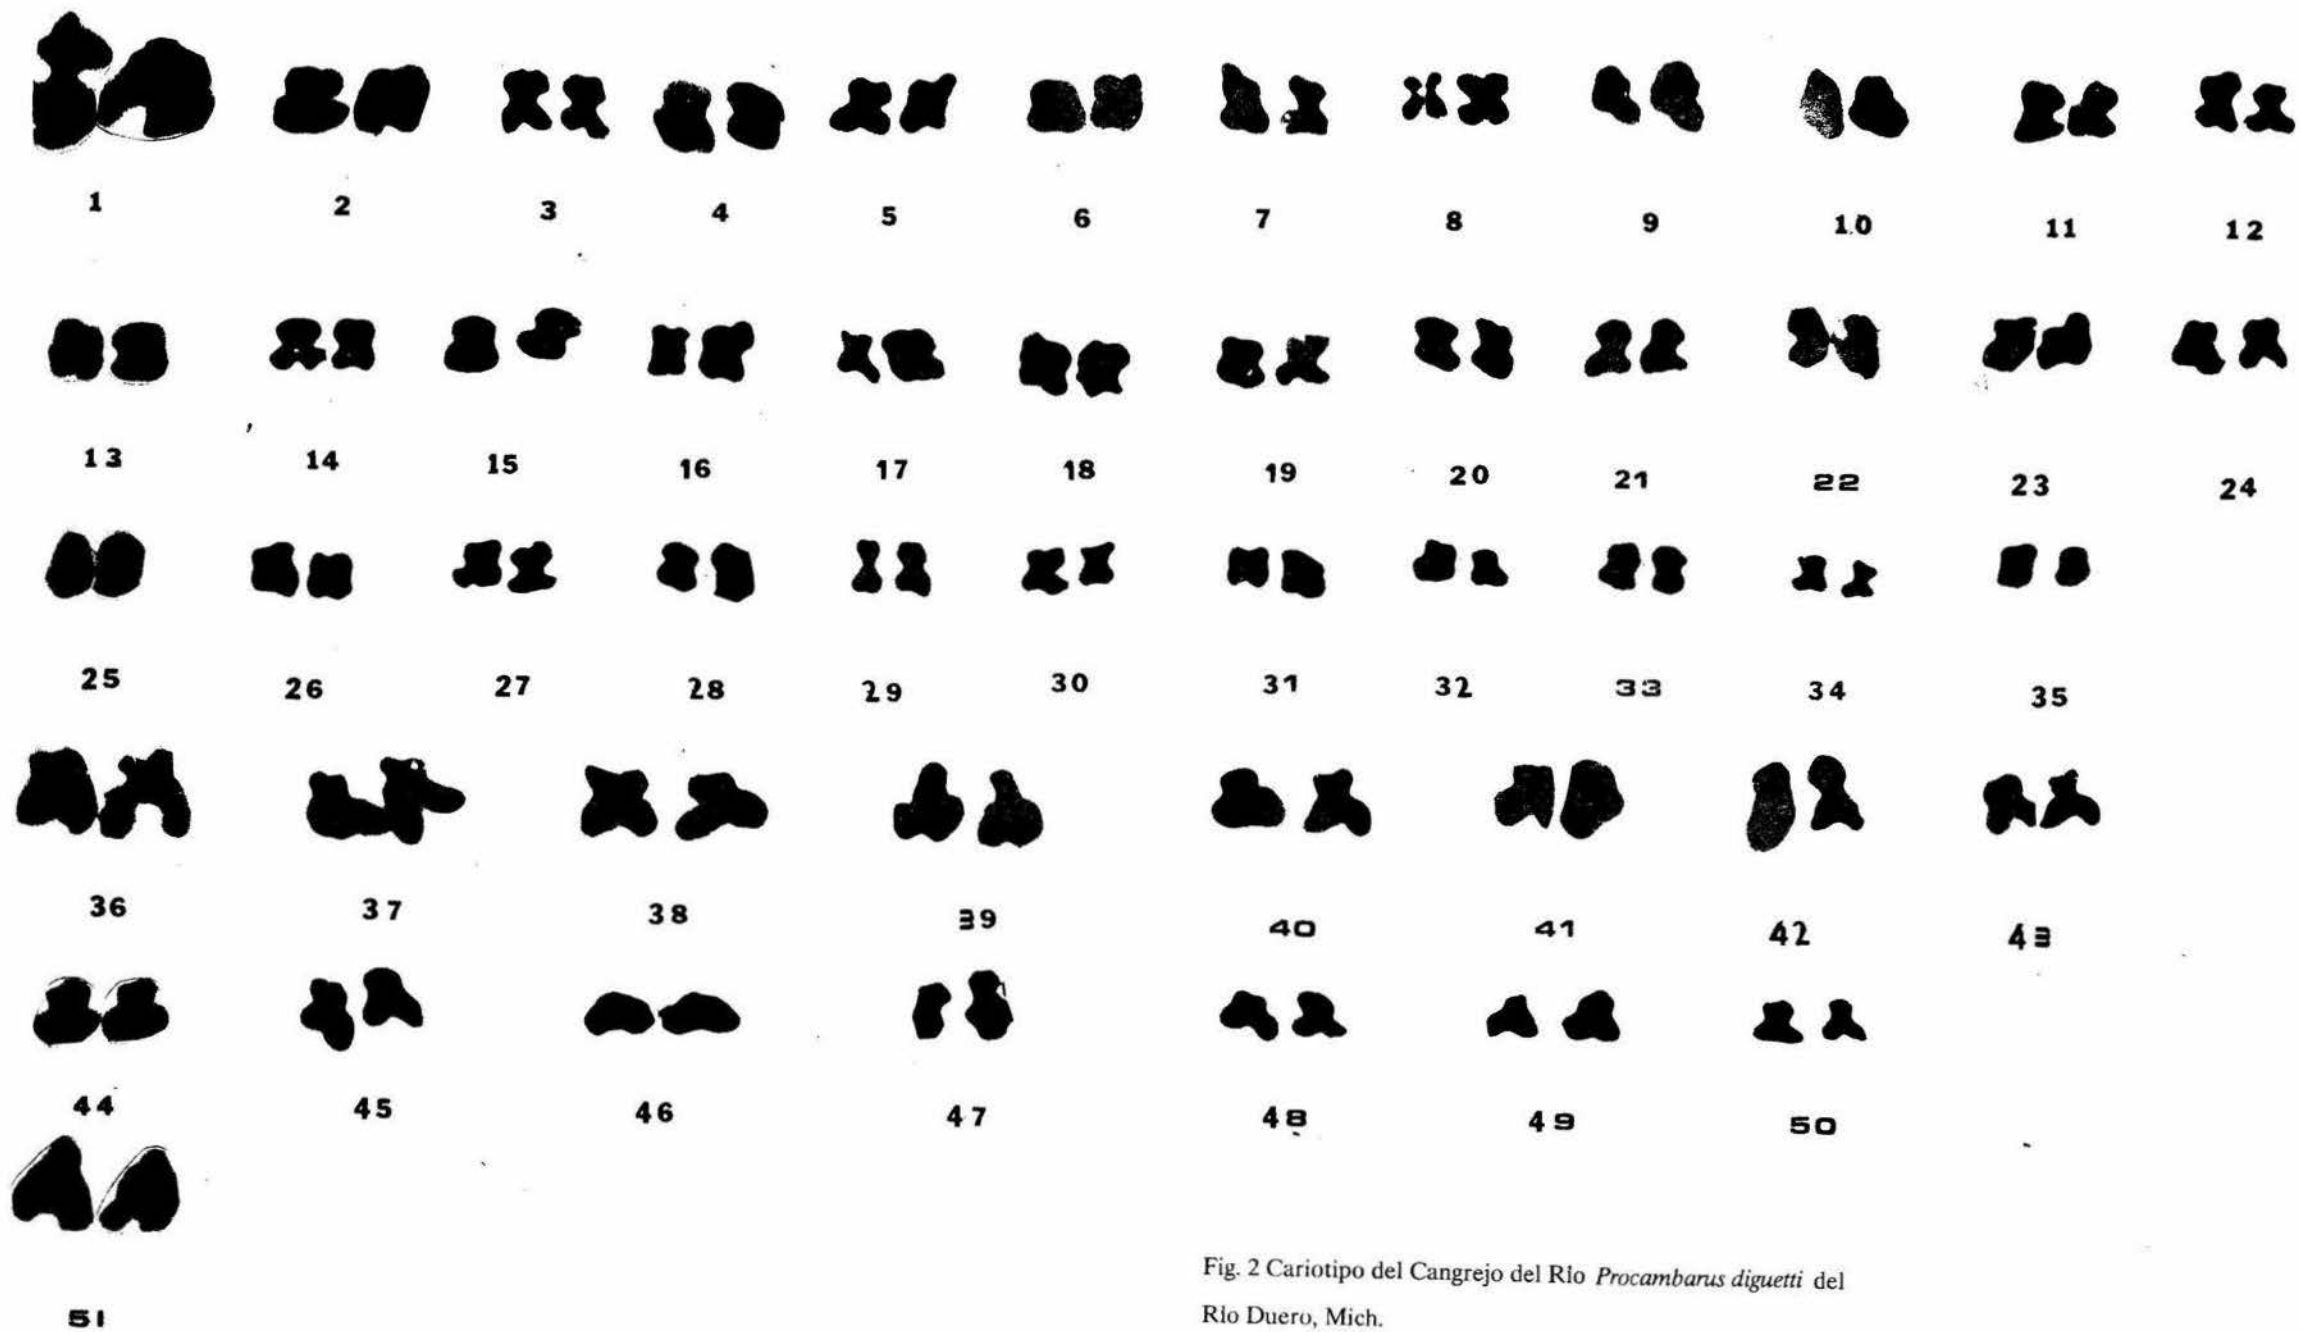 1 2 3 4 5 6 7 8 9 10 11 12
13 14 15 16 17 18 19 20 21 22 23 24
25 26 27 28 29 30 31 32 33 34 35
36 37 38 39 40 41 42 43
44 45 46 47 48 49 50
51
Fig. 2 Cariotipo del Cangrejo del Río Procambarus diguetti del
Río Duero, Mich.